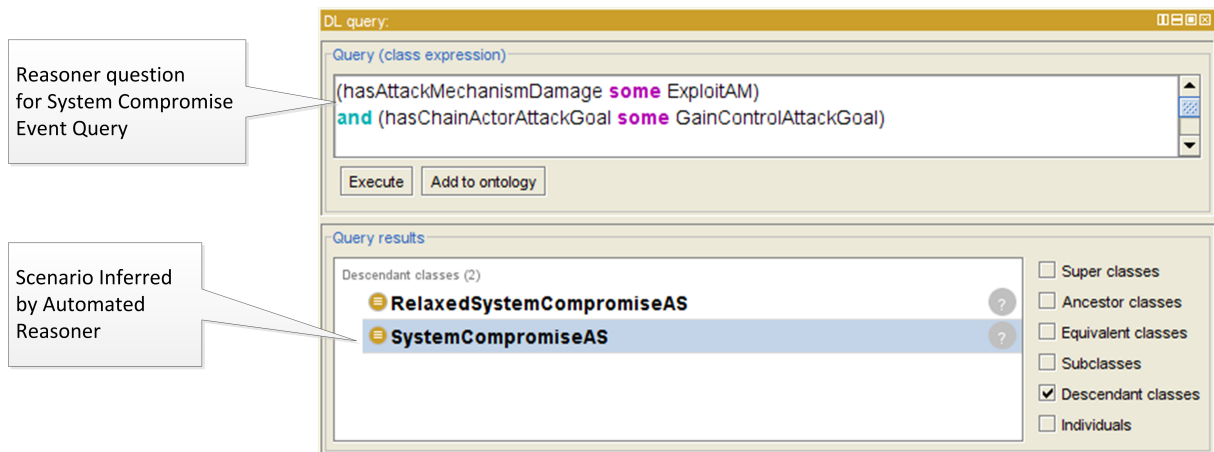 DL query:
Reasoner question
for System Compromise
Event Query
Query (class expression)
(hasAttackMechanismDamage some ExploitAM)
and (hasChainActorAttackGoal some GainControlAttackGoal)
Execute
Add to ontology
Scenario Inferred
by Automated
Reasoner
Query results
Descendant classes (2)
RelaxedSystemCompromiseAS
?
SystemCompromiseAS
?
Super classes
Ancestor classes
Equivalent classes
Subclasses
Descendant classes
Individuals